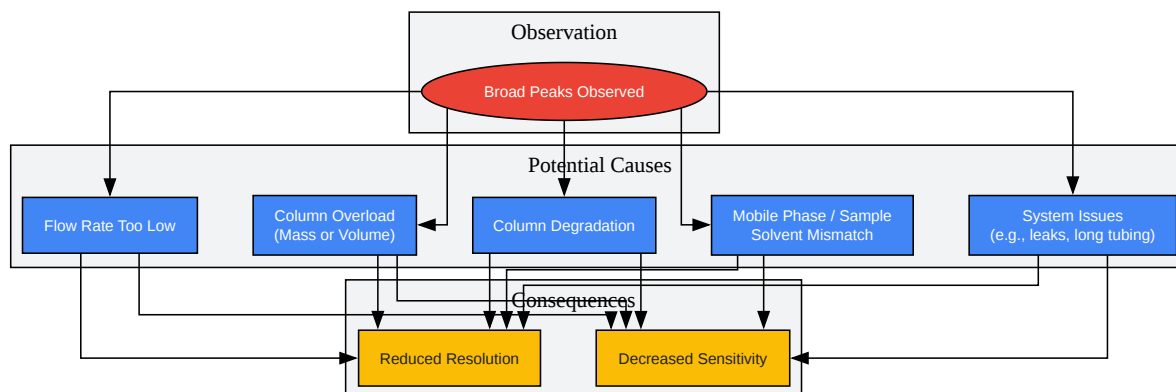 Observation
Broad Peaks Observed
Potential Causes
Flow Rate Too Low
Column Overload
(Mass or Volume)
Column Degradation
Mobile Phase / Sample
Solvent Mismatch
System Issues
(e.g., leaks, long tubing)
Consequences
Reduced Resolution
Decreased Sensitivity